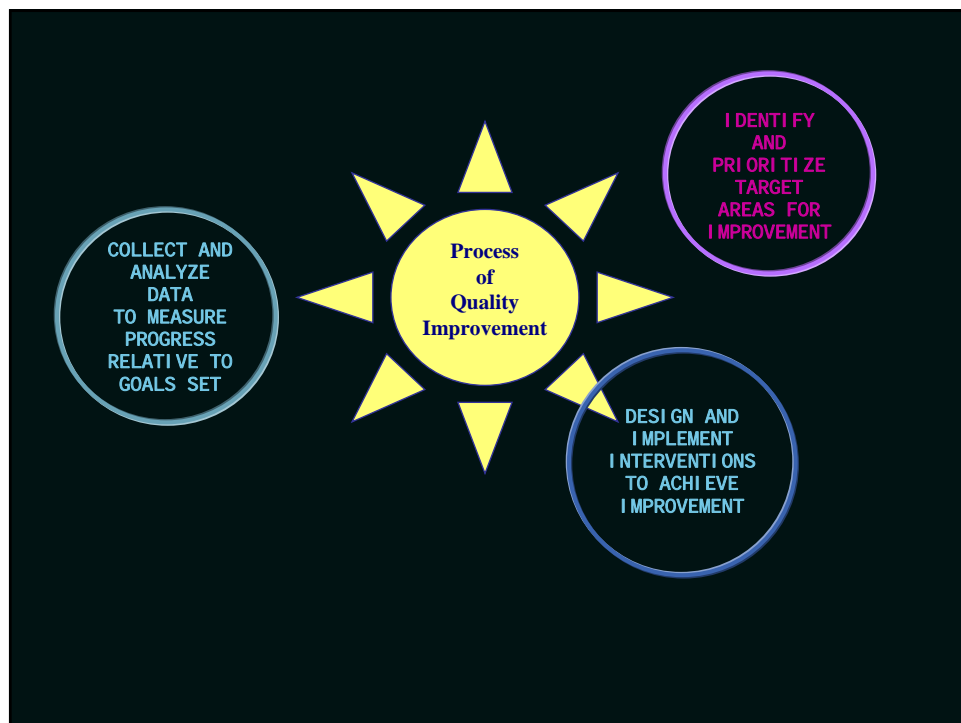 IDENTIFY
AND
PRIORITIZE
TARGET
AREAS FOR
IMPROVEMENT
COLLECT AND
ANALYZE
DATA
TO MEASURE
PROGRESS
RELATIVE TO
GOALS SET
Process
of
Quality
Improvement
DESIGN AND
IMPLEMENT
INTERVENTIONS
TO ACHIEVE
IMPROVEMENT